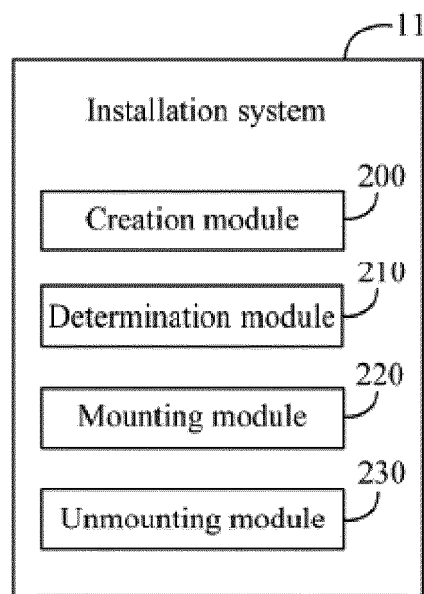 11
Installation system
200
Creation module
210
Determination module
220
Mounting module
230
Unmounting module